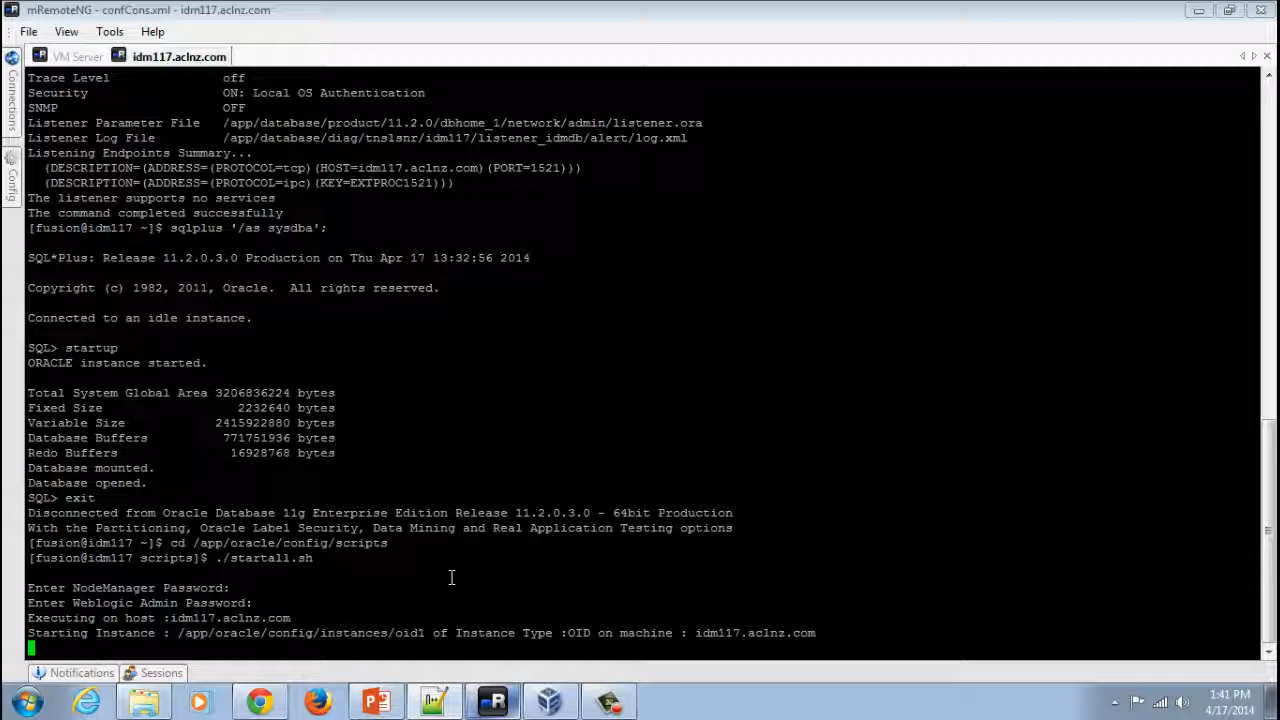 mRemoteNG - confCons.xml - idm117.aclnz.com
File View Tools Help
VM Server idm117.aclnz.com
Connections
Config
Trace Level off
Security ON: Local OS Authentication
SNMP OFF
Listener Parameter File /app/database/product/11.2.0/dbhome_1/network/admin/listener.ora
Listener Log File /app/database/diag/tnslsnr/idm117/listener_idmdb/alert/log.xml
Listening Endpoints Summary...
(DESCRIPTION=(ADDRESS=(PROTOCOL=tcp)(HOST=idm117.aclnz.com)(PORT=1521)))
(DESCRIPTION=(ADDRESS=(PROTOCOL=ipc)(KEY=EXTPROC1521)))
The listener supports no services
The command completed successfully
[fusion@idm117 ~]$ sqlplus '/as sysdba';
SQL*Plus: Release 11.2.0.3.0 Production on Thu Apr 17 13:32:56 2014
Copyright (c) 1982, 2011, Oracle. All rights reserved.
Connected to an idle instance.
SQL> startup
ORACLE instance started.
Total System Global Area 3206836224 bytes
Fixed Size 2232640 bytes
Variable Size 2415922880 bytes
Database Buffers 771751936 bytes
Redo Buffers 16928768 bytes
Database mounted.
Database opened.
SQL> exit
Disconnected from Oracle Database 11g Enterprise Edition Release 11.2.0.3.0 - 64bit Production
With the Partitioning, Oracle Label Security, Data Mining and Real Application Testing options
[fusion@idm117 ~]$ cd /app/oracle/config/scripts
[fusion@idm117 scripts]$ ./startall.sh
Enter NodeManager Password:
Enter Weblogic Admin Password:
Executing on host :idm117.aclnz.com
Starting Instance : /app/oracle/config/instances/oid1 of Instance Type :OID on machine : idm117.aclnz.com
Notifications Sessions
1:41 PM
4/17/2014